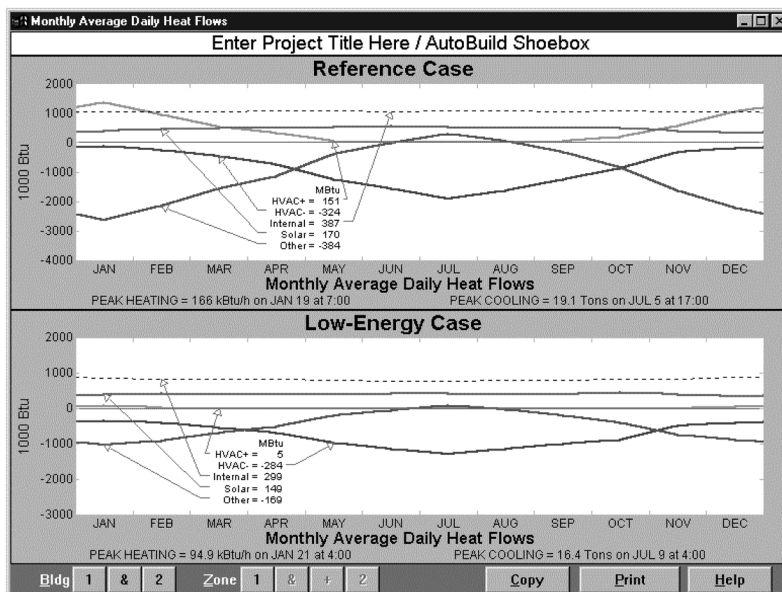 Monthly Average Daily Heat Flows
Enter Project Title Here / AutoBuild Shoebox
Reference Case
2000
1000
0
-1000
-2000
-3000
-4000
1000 Btu
MBtu
HVAC+ = 151
HVAC- = -324
Internal = 387
Solar = 170
Other = -384
JAN FEB MAR APR MAY JUN JUL AUG SEP OCT NOV DEC
Monthly Average Daily Heat Flows
PEAK HEATING = 166 kBtu/h on JAN 19 at 7:00 PEAK COOLING = 19.1 Tons on JUL 5 at 17:00
Low-Energy Case
2000
1000
0
-1000
-2000
-3000
1000 Btu
MBtu
HVAC+ = 5
HVAC- = -284
Internal = 299
Solar = 149
Other = -169
JAN FEB MAR APR MAY JUN JUL AUG SEP OCT NOV DEC
Monthly Average Daily Heat Flows
PEAK HEATING = 94.9 kBtu/h on JAN 21 at 4:00 PEAK COOLING = 16.4 Tons on JUL 9 at 4:00
Bldg 1 & 2 Zone 1 & + 2 Copy Print Help